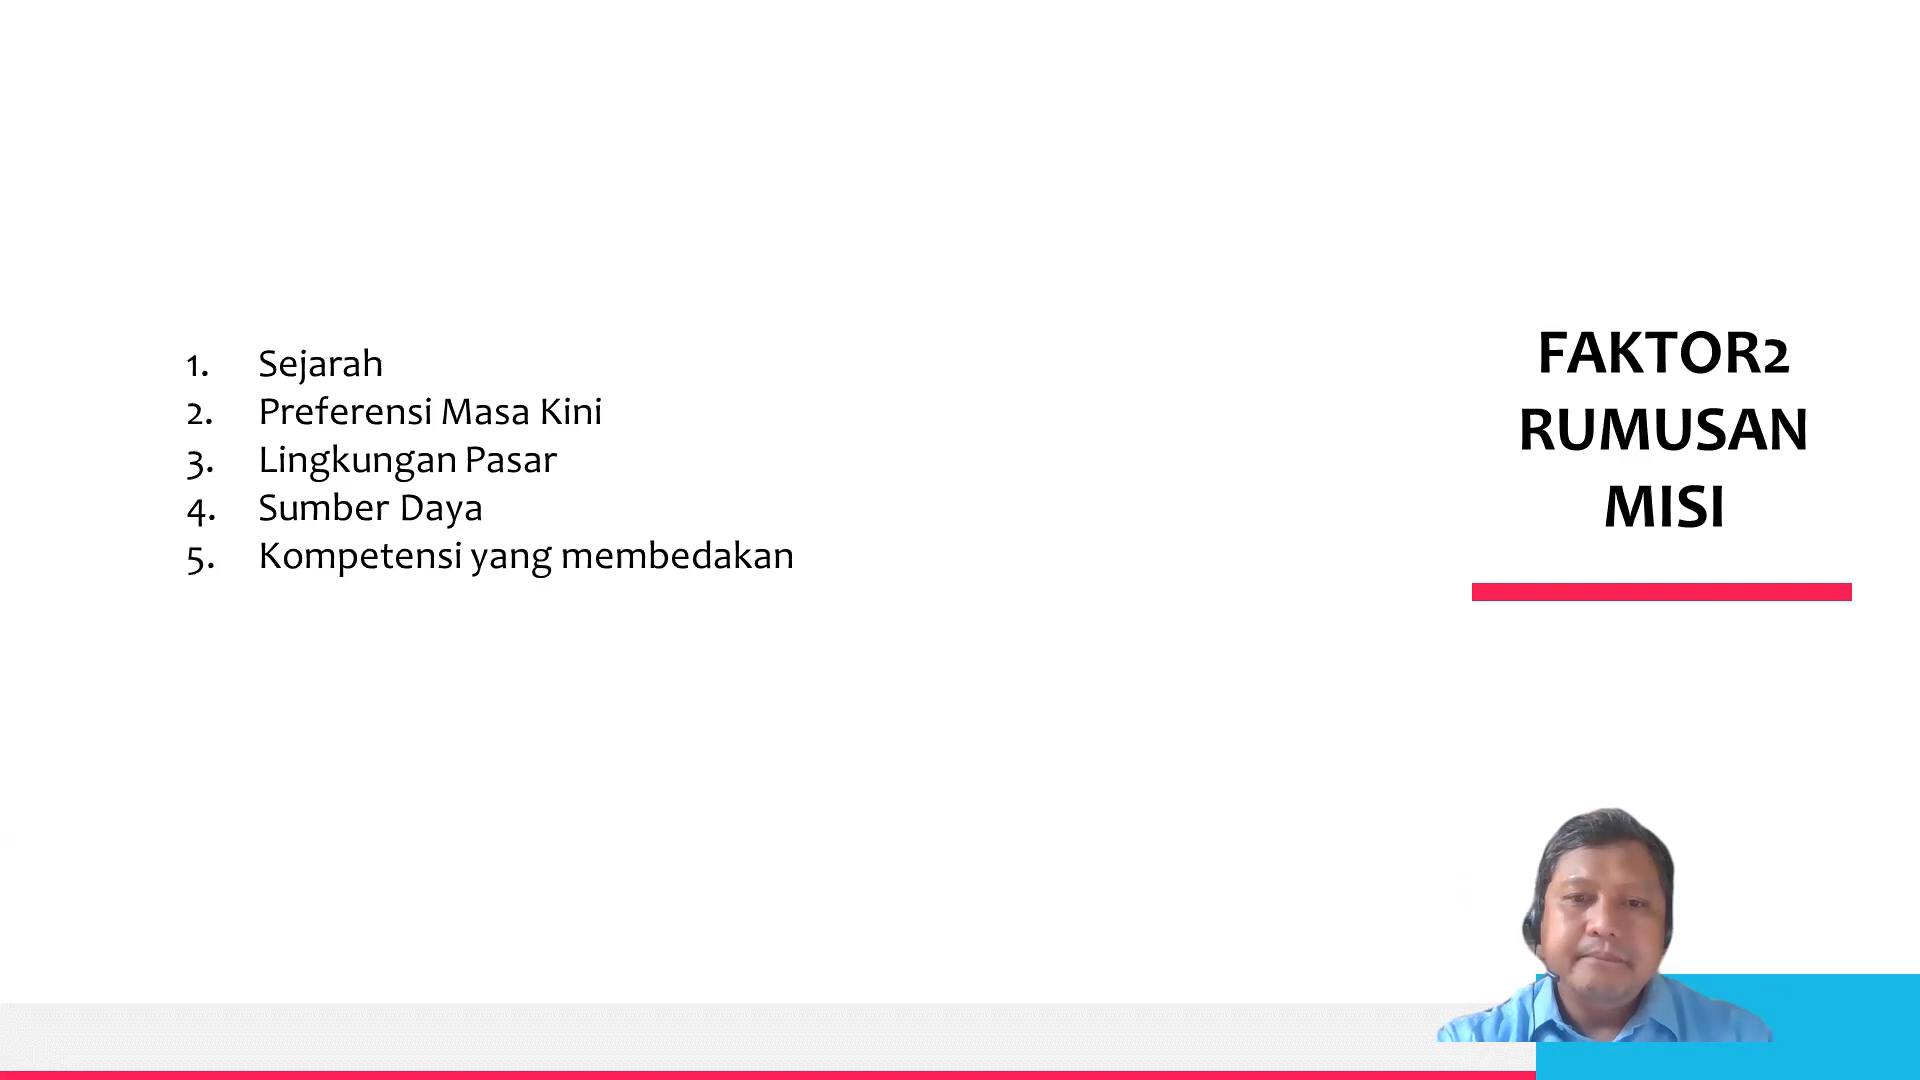 1. Sejarah
2. Preferensi Masa Kini
3. Lingkungan Pasar
4. Sumber Daya
5. Kompetensi yang membedakan
FAKTOR2
RUMUSAN
MISI